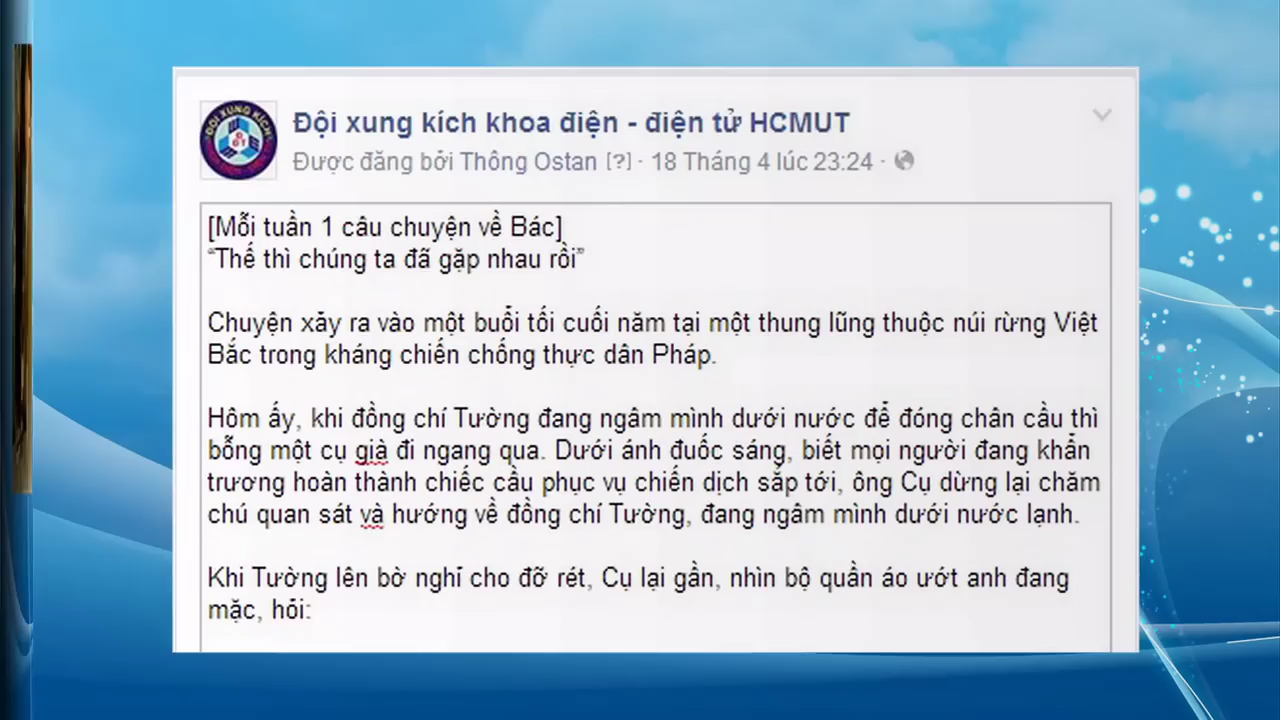 ĐỘI XUNG KÍCH
Đội xung kích khoa điện - điện tử HCMUT
Được đăng bởi Thông Ostan [?] · 18 Tháng 4 lúc 23:24 ·
[Mỗi tuần 1 câu chuyện về Bác]
“Thế thì chúng ta đã gặp nhau rồi”
Chuyện xảy ra vào một buổi tối cuối năm tại một thung lũng thuộc núi rừng Việt
Bắc trong kháng chiến chống thực dân Pháp.
Hôm ấy, khi đồng chí Tường đang ngâm mình dưới nước để đóng chân cầu thì
bỗng một cụ già đi ngang qua. Dưới ánh đuốc sáng, biết mọi người đang khẩn
trương hoàn thành chiếc cầu phục vụ chiến dịch sắp tới, ông Cụ dừng lại chăm
chú quan sát và hướng về đồng chí Tường, đang ngâm mình dưới nước lạnh.
Khi Tường lên bờ nghỉ cho đỡ rét, Cụ lại gần, nhìn bộ quần áo ướt anh đang
mặc, hỏi: